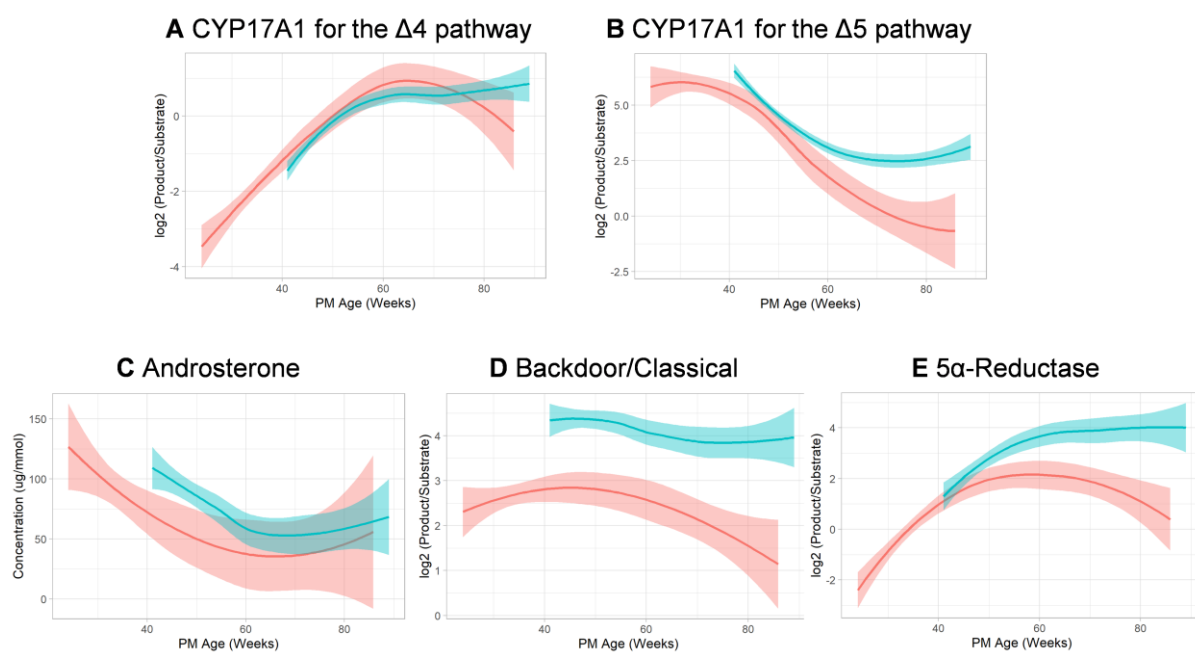 A CYP17A1 for the Δ4 pathway
log2 (Product/Substrate)
0
-2
-4
40
60
80
PM Age (Weeks)
B CYP17A1 for the Δ5 pathway
log2 (Product/Substrate)
5.0
2.5
0.0
-2.5
40
60
80
PM Age (Weeks)
C Androsterone
Concentration (ug/mmol)
150
100
50
0
40
60
80
PM Age (Weeks)
D Backdoor/Classical
log2 (Product/Substrate)
4
3
2
1
0
40
60
80
PM Age (Weeks)
E 5α-Reductase
log2 (Product/Substrate)
4
2
0
-2
40
60
80
PM Age (Weeks)